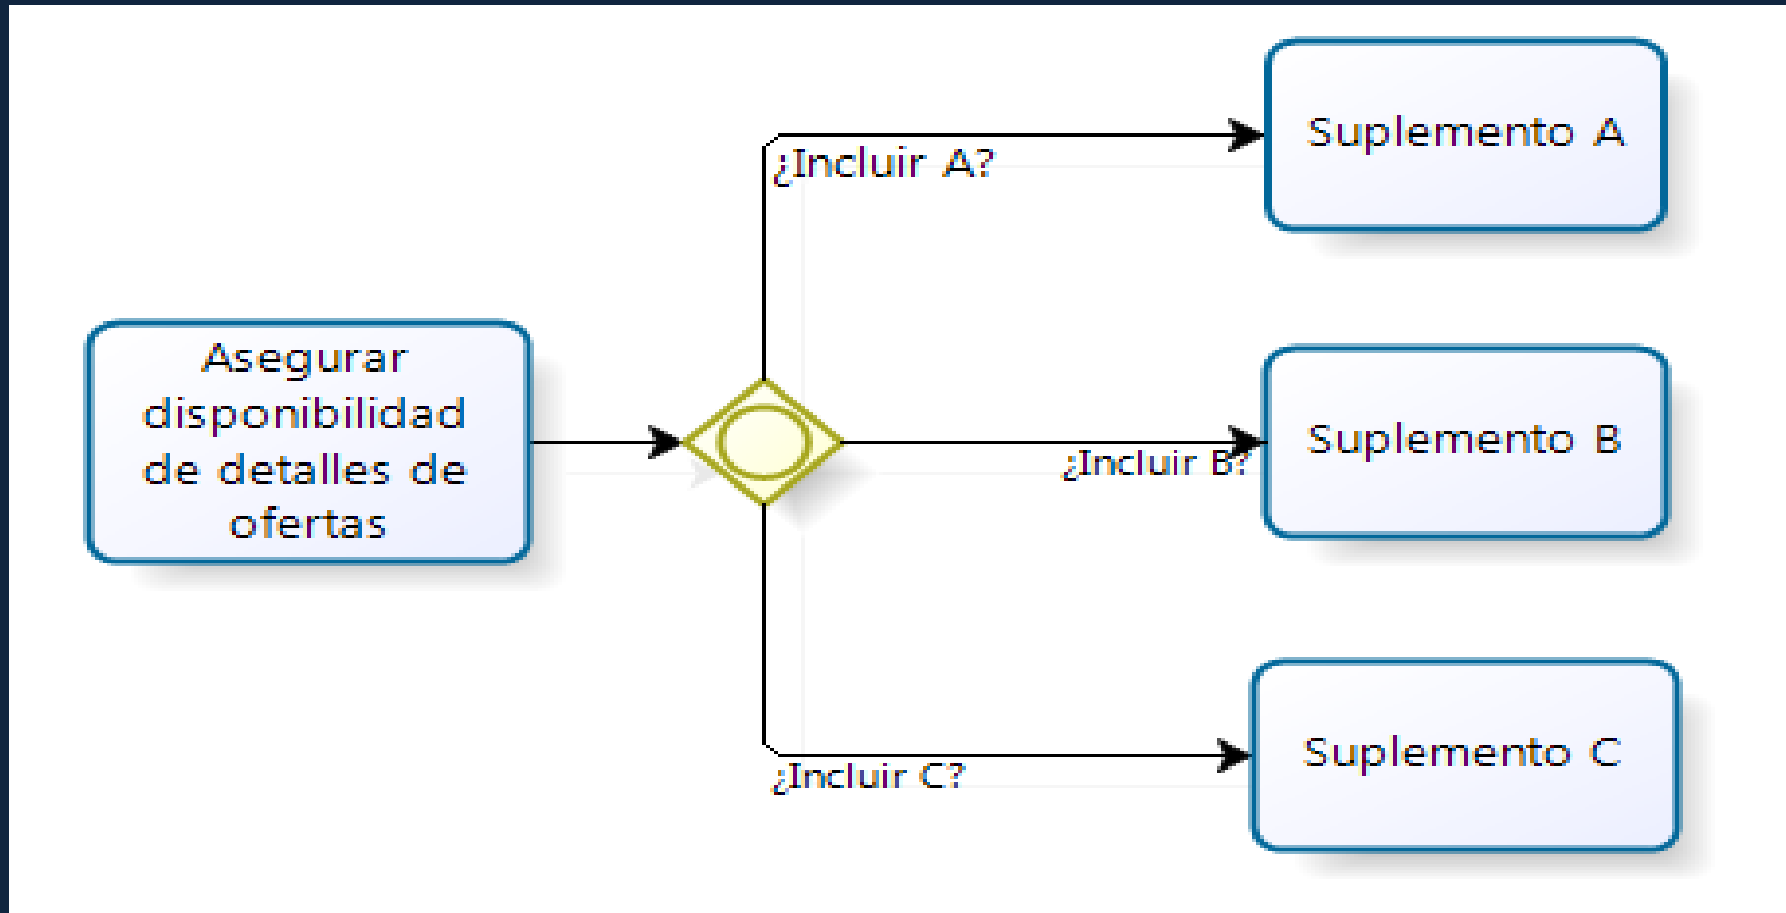 Suplemento A
¿Incluir A?
Asegurar
disponibilidad
de detalles de
ofertas
Suplemento B
¿Incluir B?
Suplemento C
¿Incluir C?